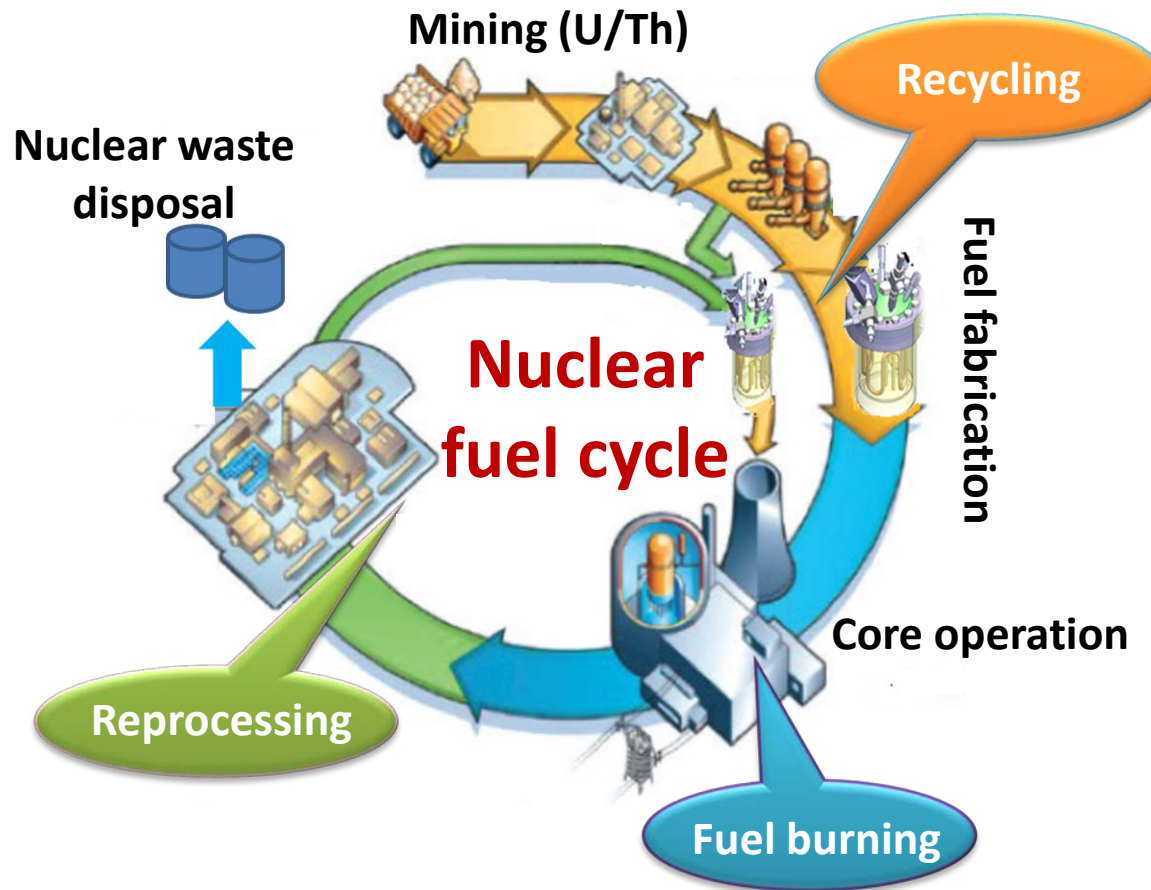 Mining (U/Th)
Recycling
Nuclear waste
disposal
Fuel fabrication
Nuclear
fuel cycle
Core operation
Reprocessing
Fuel burning